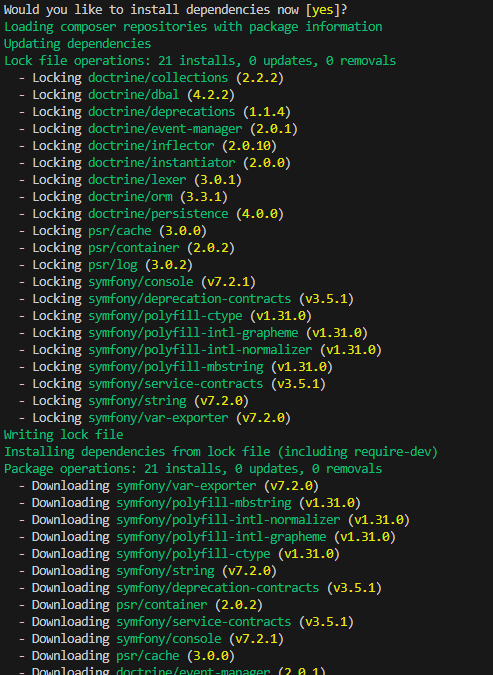 Would you like to install dependencies now [yes]?
Loading composer repositories with package information
Updating dependencies
Lock file operations: 21 installs, 0 updates, 0 removals
- Locking doctrine/collections (2.2.2)
- Locking doctrine/dbal (4.2.2)
- Locking doctrine/deprecations (1.1.4)
- Locking doctrine/event-manager (2.0.1)
- Locking doctrine/inflector (2.0.10)
- Locking doctrine/instantiator (2.0.0)
- Locking doctrine/lexer (3.0.1)
- Locking doctrine/orm (3.3.1)
- Locking doctrine/persistence (4.0.0)
- Locking psr/cache (3.0.0)
- Locking psr/container (2.0.2)
- Locking psr/log (3.0.2)
- Locking symfony/console (v7.2.1)
- Locking symfony/deprecation-contracts (v3.5.1)
- Locking symfony/polyfill-ctype (v1.31.0)
- Locking symfony/polyfill-intl-grapheme (v1.31.0)
- Locking symfony/polyfill-intl-normalizer (v1.31.0)
- Locking symfony/polyfill-mbstring (v1.31.0)
- Locking symfony/service-contracts (v3.5.1)
- Locking symfony/string (v7.2.0)
- Locking symfony/var-exporter (v7.2.0)
Writing lock file
Installing dependencies from lock file (including require-dev)
Package operations: 21 installs, 0 updates, 0 removals
- Downloading symfony/var-exporter (v7.2.0)
- Downloading symfony/polyfill-mbstring (v1.31.0)
- Downloading symfony/polyfill-intl-normalizer (v1.31.0)
- Downloading symfony/polyfill-intl-grapheme (v1.31.0)
- Downloading symfony/polyfill-ctype (v1.31.0)
- Downloading symfony/string (v7.2.0)
- Downloading symfony/deprecation-contracts (v3.5.1)
- Downloading psr/container (2.0.2)
- Downloading symfony/service-contracts (v3.5.1)
- Downloading symfony/console (v7.2.1)
- Downloading psr/cache (3.0.0)
- Downloading doctrine/event-manager (2.0.1)